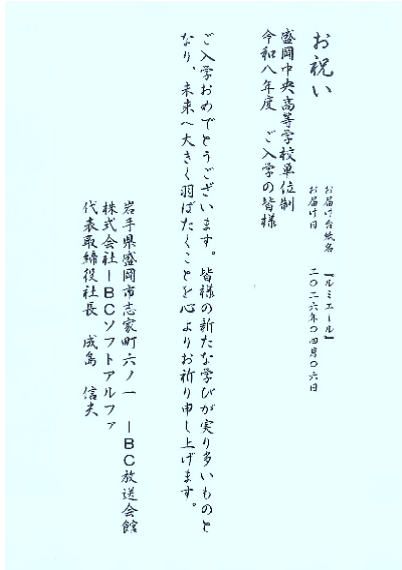 お祝い
お届け台紙名　『ルミエール』
お届け日　二〇二六年〇四月〇六日
盛岡中央高等学校単位制
令和八年度　ご入学の皆様
ご入学おめでとうございます。皆様の新たな学びが実り多いものと
なり、未来へ大きく羽ばたくことを心よりお祈り申し上げます。
岩手県盛岡市志家町六ノ一　ＩＢＣ放送会館
株式会社ＩＢＣソフトアルファ
代表取締役社長　成島　信夫